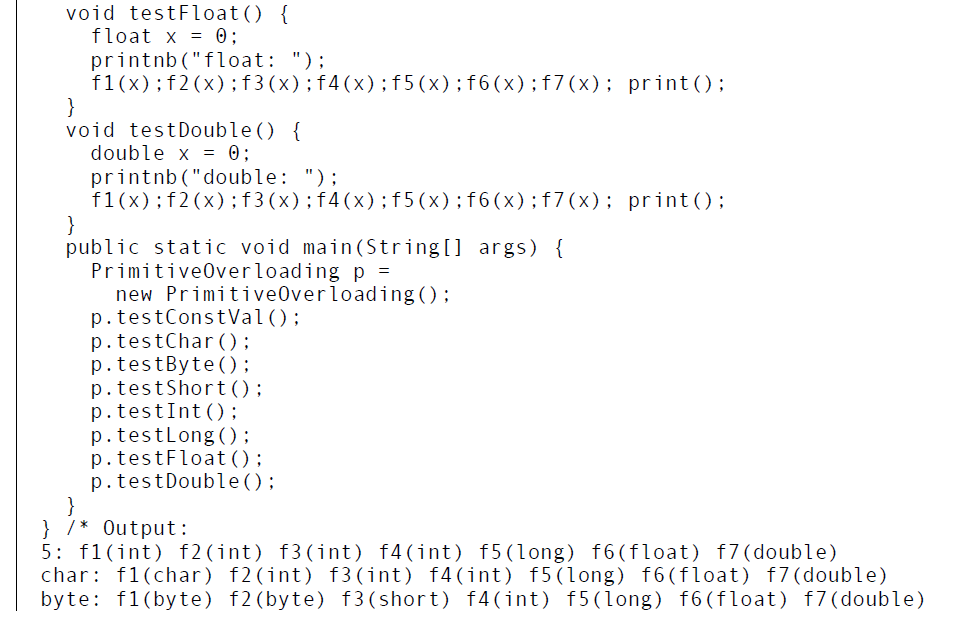 void testFloat() {
float x = 0;
printnb("float: ");
f1(x);f2(x);f3(x);f4(x);f5(x);f6(x);f7(x); print();
}
void testDouble() {
double x = 0;
printnb("double: ");
f1(x);f2(x);f3(x);f4(x);f5(x);f6(x);f7(x); print();
}
public static void main(String[] args) {
PrimitiveOverloading p =
new PrimitiveOverloading();
p.testConstVal();
p.testChar();
p.testByte();
p.testShort();
p.testInt();
p.testLong();
p.testFloat();
p.testDouble();
}
} /* Output:
5: f1(int) f2(int) f3(int) f4(int) f5(long) f6(float) f7(double)
char: f1(char) f2(int) f3(int) f4(int) f5(long) f6(float) f7(double)
byte: f1(byte) f2(byte) f3(short) f4(int) f5(long) f6(float) f7(double)